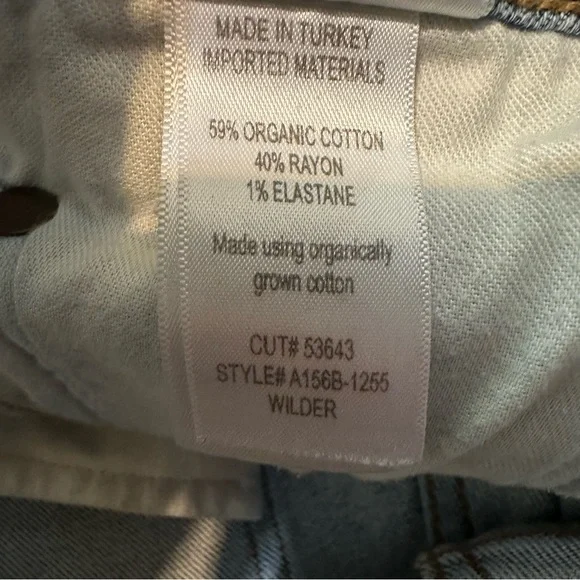 MADE IN TURKEY
IMPORTED MATERIALS
59% ORGANIC COTTON
40% RAYON
1% ELASTANE
Made using organically
grown cotton
CUT# 53643
STYLE# A156B-1255
WILDER